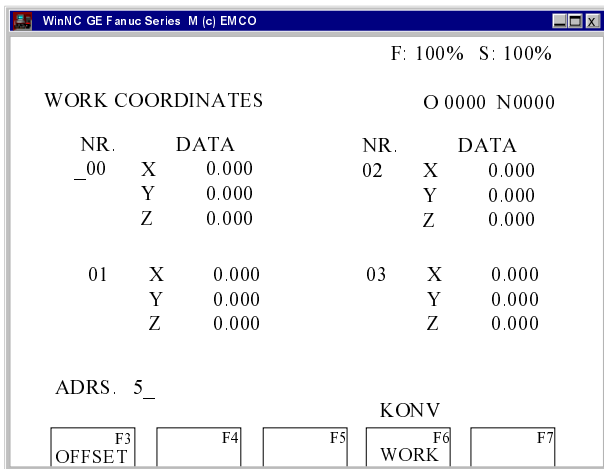 WinNC GE Fanuc Series M (c) EMCO
F: 100% S: 100%
WORK COORDINATES O 0000 N0000
NR. DATA NR. DATA
_00 X 0.000 02 X 0.000
Y 0.000 Y 0.000
Z 0.000 Z 0.000
01 X 0.000 03 X 0.000
Y 0.000 Y 0.000
Z 0.000 Z 0.000
ADRS. 5_
KONV
F3 F4 F5 F6 F7
OFFSET WORK